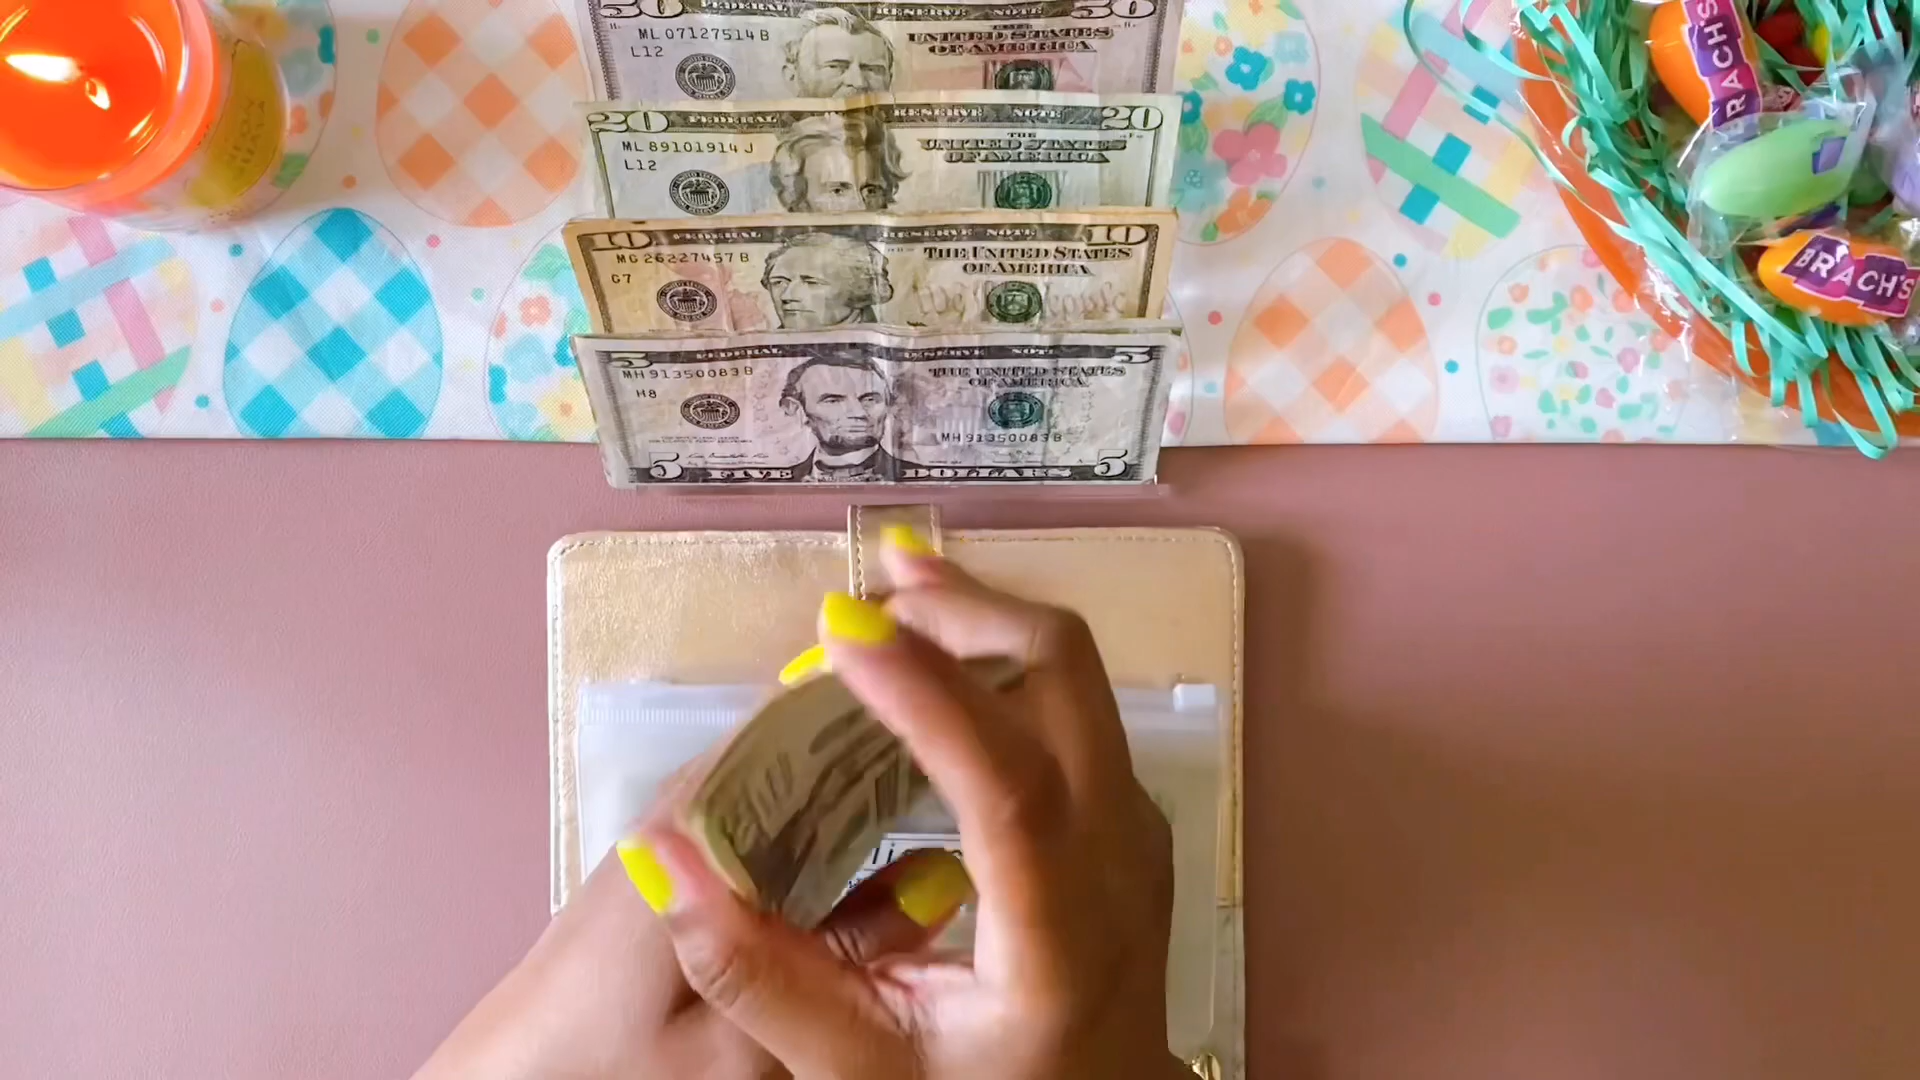 50 FEDERAL RESERVE NOTE 50
ML 07127514 B
L12
UNITED STATES
OF AMERICA
20 FEDERAL RESERVE NOTE 20
ML 89101914 J
L12
THE
UNITED STATES
OF AMERICA
10 FEDERAL RESERVE NOTE 10
MG 26227457 B
G7
THE UNITED STATES
OF AMERICA
5 FEDERAL RESERVE NOTE 5
MH 91350083 B
H8
THE UNITED STATES
OF AMERICA
MH 91350083 B
5 FIVE DOLLARS 5
BRACH'S
BRACH'S